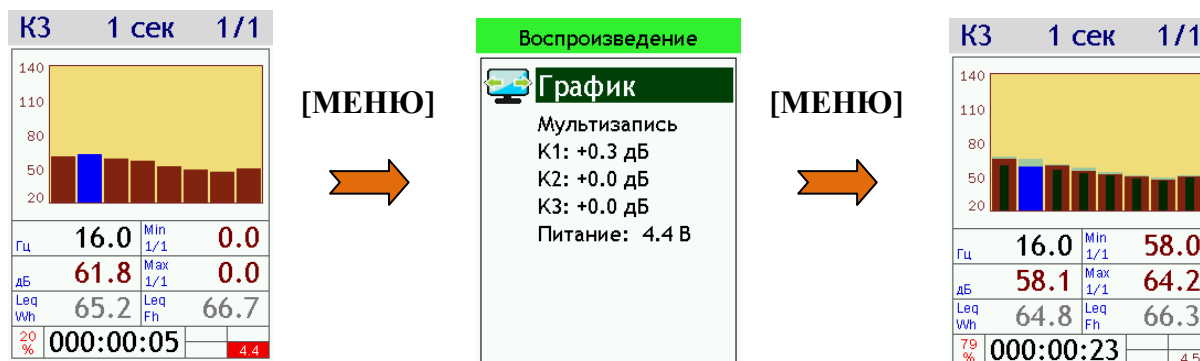 К3 1 сек 1/1
140
110
80
50
20
Гц 16.0 Min 1/1 0.0
дБ 61.8 Max 1/1 0.0
Leq Wh 65.2 Leq Fh 66.7
20 % 000:00:05 4.4
[МЕНЮ]
Воспроизведение
График
Мультизапись
К1: +0.3 дБ
К2: +0.0 дБ
К3: +0.0 дБ
Питание: 4.4 В
[МЕНЮ]
К3 1 сек 1/1
140
110
80
50
20
Гц 16.0 Min 1/1 58.0
дБ 58.1 Max 1/1 64.2
Leq Wh 64.8 Leq Fh 66.3
79 % 000:00:23